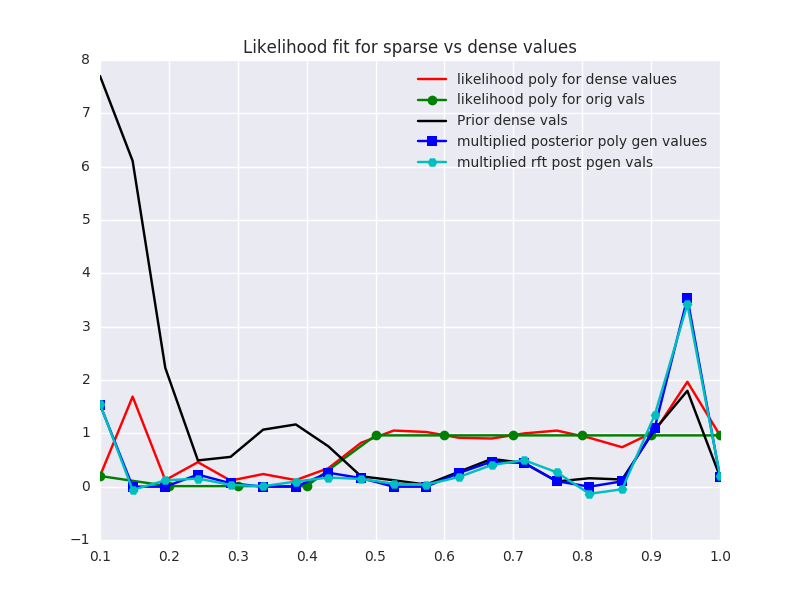 Likelihood fit for sparse vs dense values
8
likelihood poly for dense values
likelihood poly for orig vals
7
Prior dense vals
multiplied posterior poly gen values
multiplied rft post pgen vals
6
5
4
3
2
1
0
−1
0.1 0.2 0.3 0.4 0.5 0.6 0.7 0.8 0.9 1.0